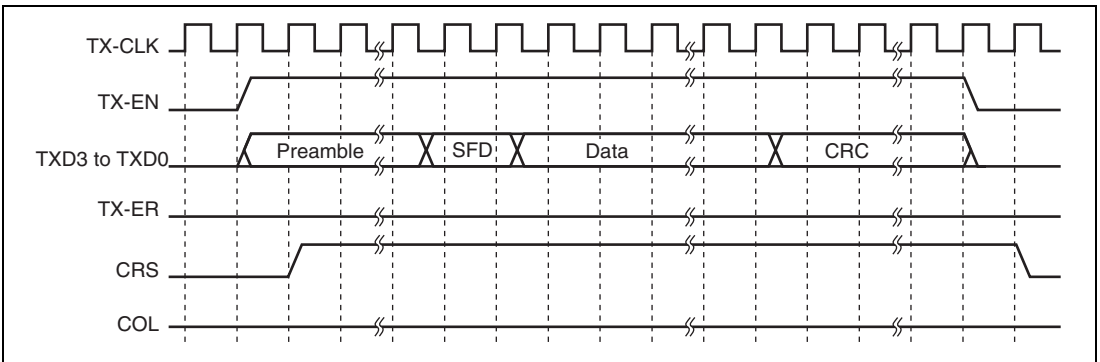 TX-CLK
TX-EN
TXD3 to TXD0
Preamble
SFD
Data
CRC
TX-ER
CRS
COL